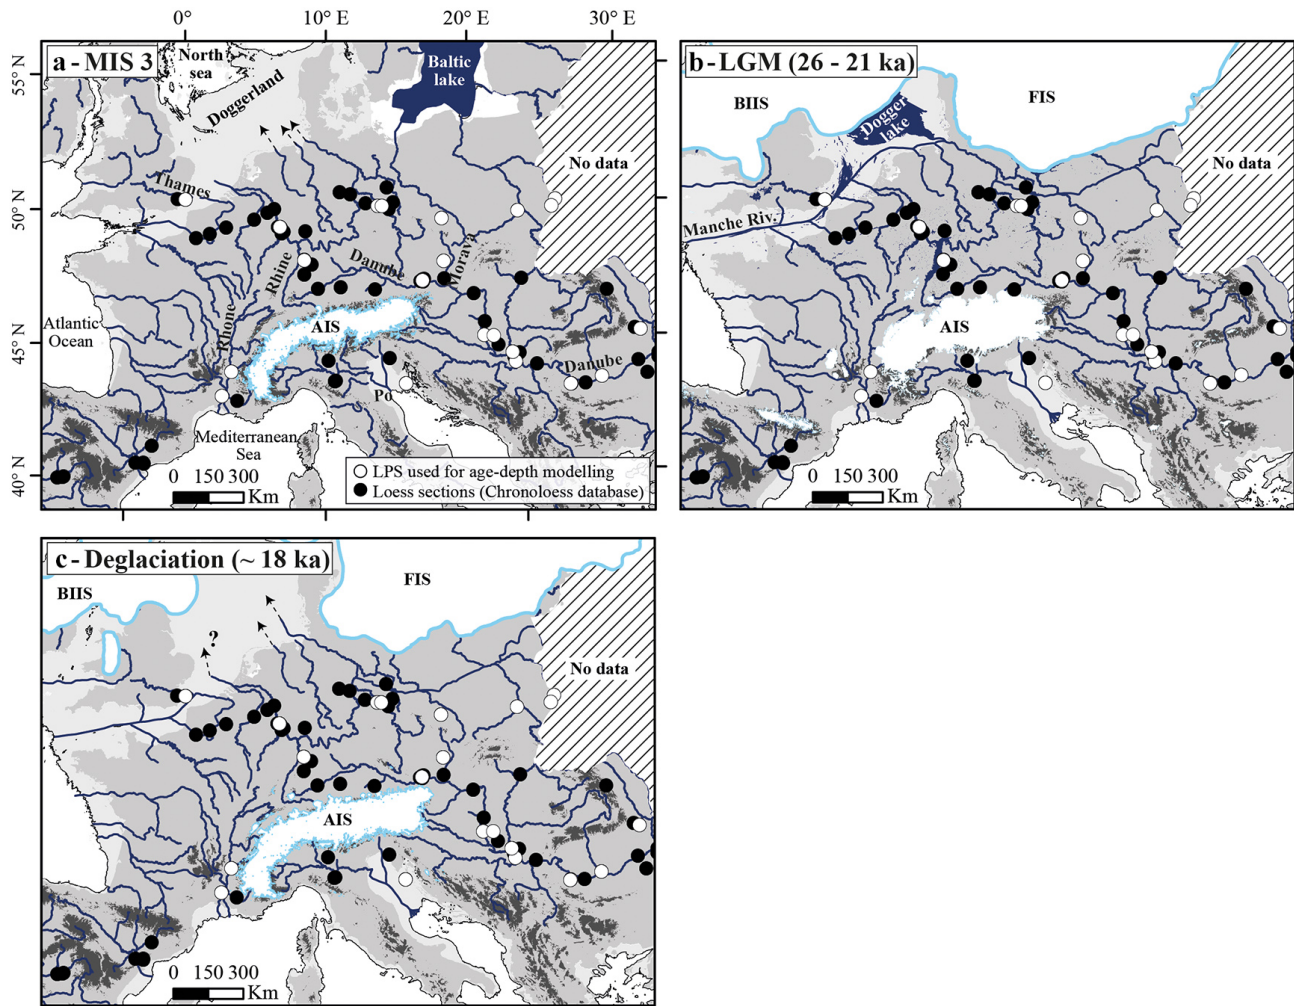 0°
10° E
20° E
30° E
a - MIS 3
North
sea
Doggerland
Baltic
lake
No data
Thames
Rhine
Danube
Morava
Rhone
AIS
Atlantic
Ocean
Danube
Po
Mediterranean
Sea
0
150 300
Km
LPS used for age-depth modelling
Loess sections (Chronoloess database)
55° N
50° N
45° N
40° N
0°
10° E
20° E
b - LGM (26 - 21 ka)
BIIS
Dogger
lake
FIS
No data
Manche Riv.
AIS
0
150 300
Km
c - Deglaciation (~ 18 ka)
BIIS
FIS
?
No data
AIS
0
150 300
Km